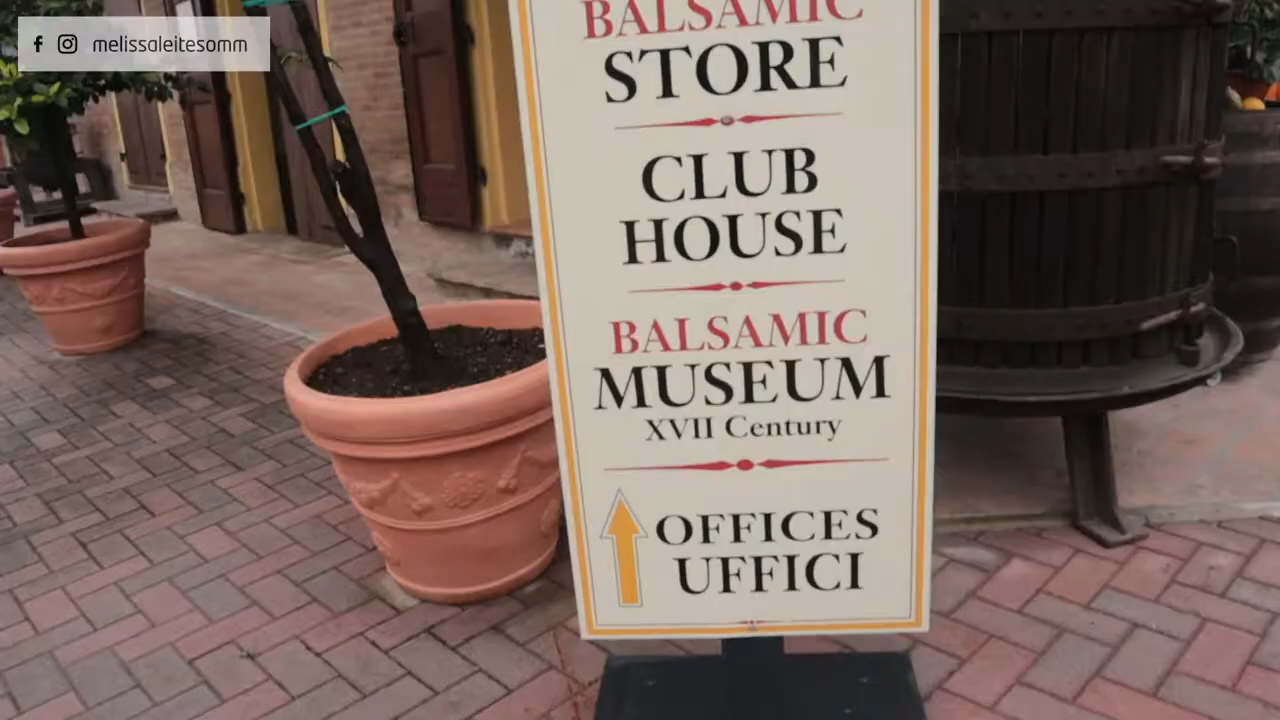 melissaleitesomm
BALSAMIC
STORE
CLUB
HOUSE
BALSAMIC
MUSEUM
XVII Century
OFFICES
UFFICI